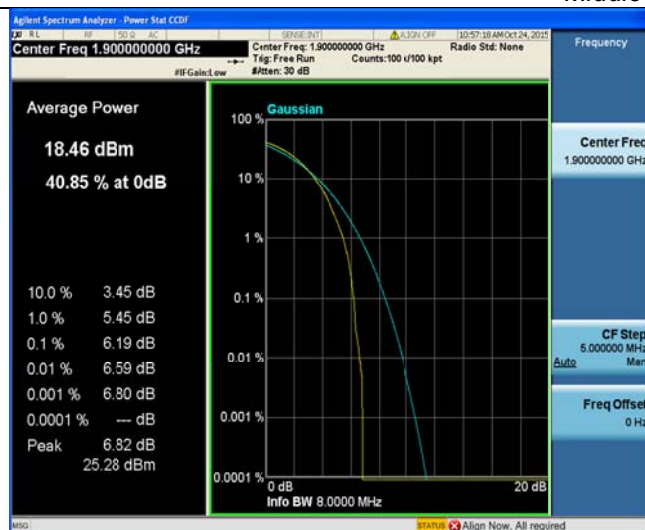 Agilent Spectrum Analyzer - Power Stat CCDF
RL RF 50 Ω AC SENSE:INT ALIGN OFF 10:57:18 AM Oct 24, 2015
Center Freq 1.900000000 GHz
Center Freq: 1.900000000 GHz Radio Std: None
Trig: Free Run Counts:100 k/100 kpt
#IFGain:Low #Atten: 30 dB
Frequency
Average Power
18.46 dBm
40.85 % at 0dB
10.0 % 3.45 dB
1.0 % 5.45 dB
0.1 % 6.19 dB
0.01 % 6.59 dB
0.001 % 6.80 dB
0.0001 % --- dB
Peak 6.82 dB
25.28 dBm
Gaussian
100 %
10 %
1 %
0.1 %
0.01 %
0.001 %
0.0001 %
0 dB 20 dB
Info BW 8.0000 MHz
Center Freq
1.900000000 GHz
CF Step
5.000000 MHz
Auto Man
Freq Offset
0 Hz
MSG STATUS Align Now, All required